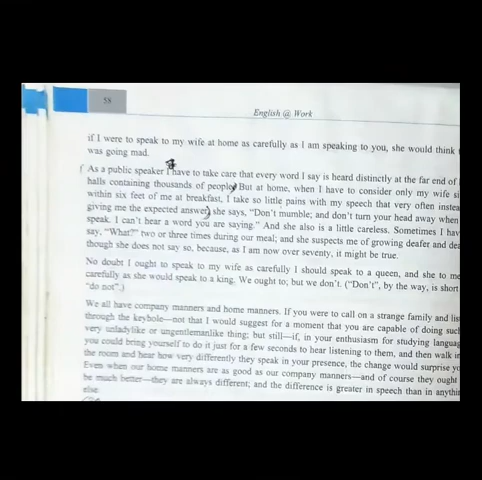 58
English @ Work
if I were to speak to my wife at home as carefully as I am speaking to you, she would think
was going mad.
As a public speaker I have to take care that every word I say is heard distinctly at the far end of
halls containing thousands of people. But at home, when I have to consider only my wife
within six feet of me at breakfast, I take so little pains with my speech that very often
giving me the expected answer, she says, "Don't mumble; and don't turn your head away when
speak. I can't hear a word you are saying." And she also is a little careless. Sometimes I
say, "What?" two or three times during our meal; and she suspects me of growing deafer and
though she does not say so, because, as I am now over seventy, it might be true.
No doubt I ought to speak to my wife as carefully I should speak to a queen, and she to me
carefully as she would speak to a king. We ought to; but we don't. ("Don't", by the way, is short
"do not".)
We all have company manners and home manners. If you were to call on a strange family and
through the keyhole—not that I would suggest for a moment that you are capable of doing
very unladylike or ungentlemanlike thing; but still—if, in your enthusiasm for studying
you could bring yourself to do it just for a few seconds to hear listening to them, and then walk
the room and hear how very differently they speak in your presence, the change would surprise
Even when our home manners are as good as our company manners—and of course they ought
be much better—they are always different; and the difference is greater in speech than in
else.